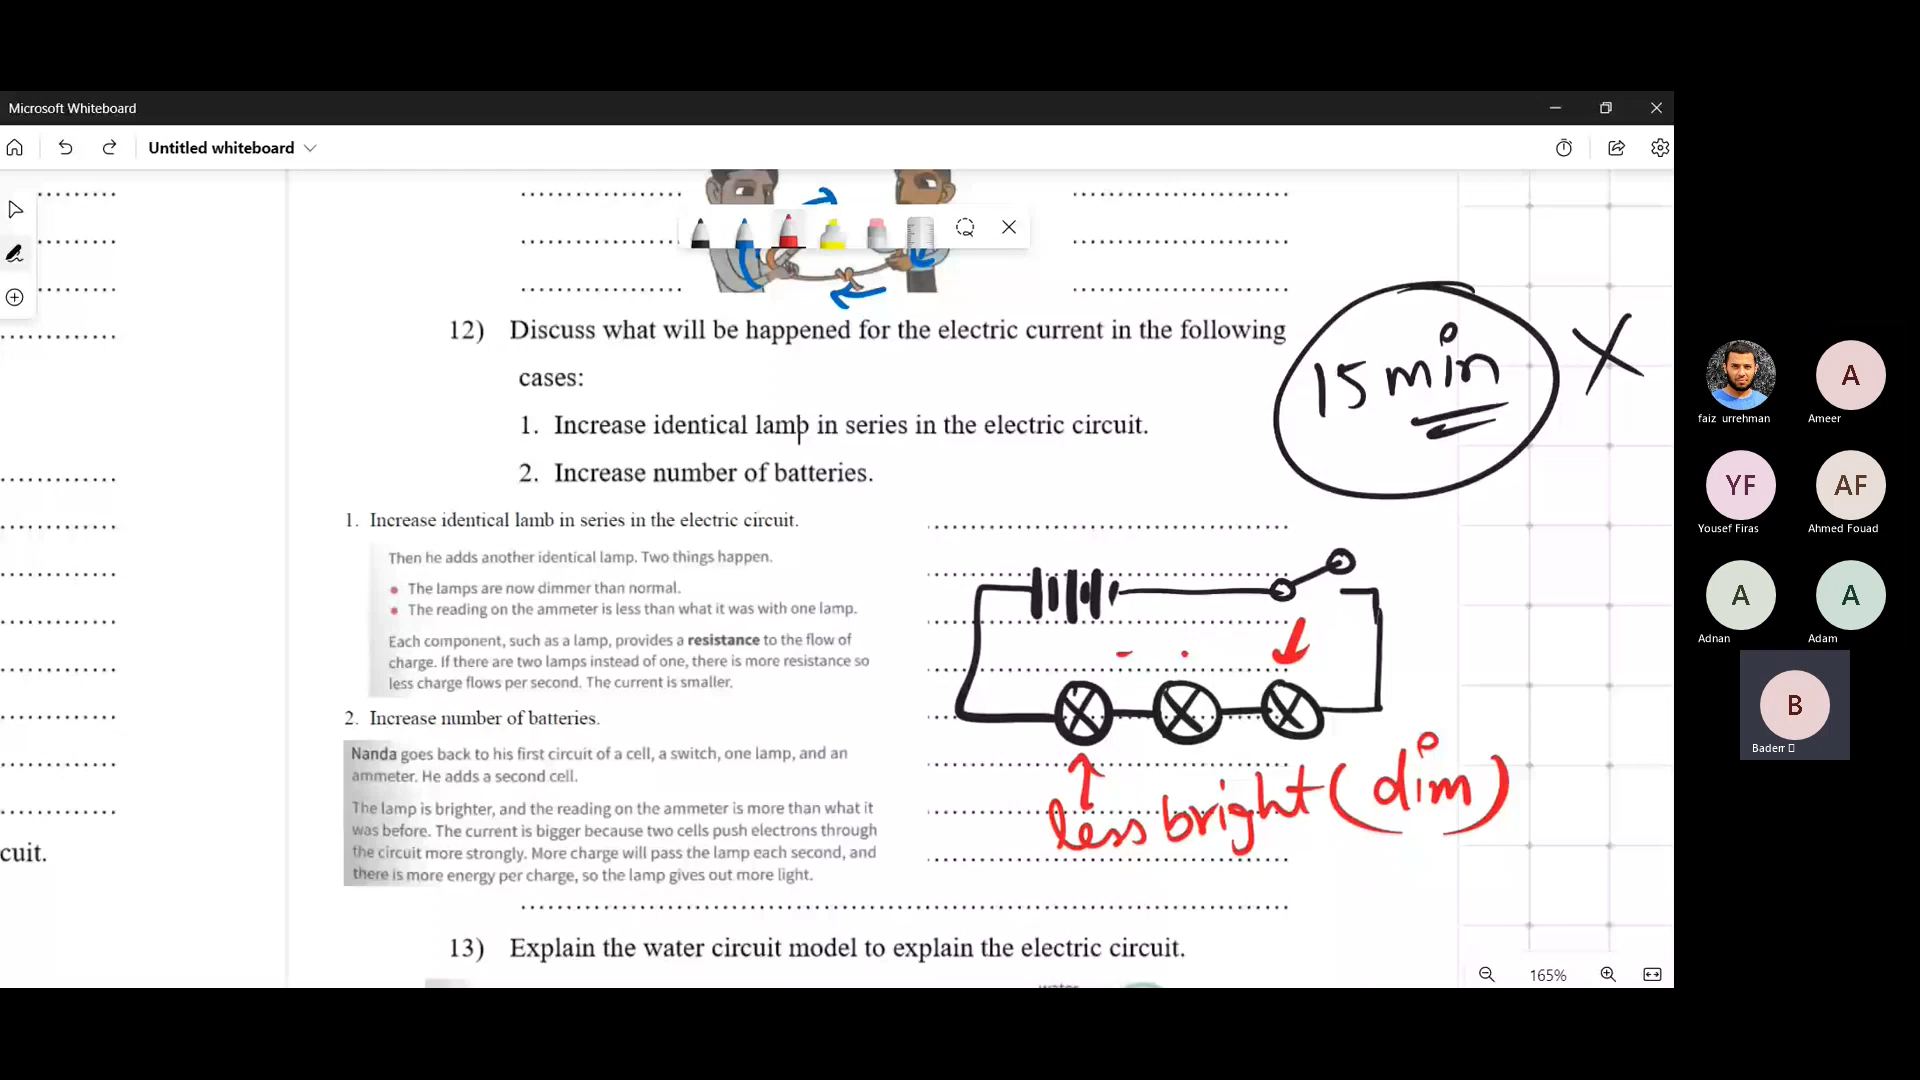 Microsoft Whiteboard
Untitled whiteboard
12) Discuss what will be happened for the electric current in the following
cases:
1. Increase identical lamb in series in the electric circuit.
2. Increase number of batteries.
15 min X
1. Increase identical lamb in series in the electric circuit.
Then he adds another identical lamp. Two things happen.
• The lamps are now dimmer than normal.
• The reading on the ammeter is less than what it was with one lamp.
Each component, such as a lamp, provides a resistance to the flow of
charge. If there are two lamps instead of one, there is more resistance so
less charge flows per second. The current is smaller.
2. Increase number of batteries.
Nanda goes back to his first circuit of a cell, a switch, one lamp, and an
ammeter. He adds a second cell.
The lamp is brighter, and the reading on the ammeter is more than what it
was before. The current is bigger because two cells push electrons through
the circuit more strongly. More charge will pass the lamp each second, and
there is more energy per charge, so the lamp gives out more light.
less bright (dim)
cuit.
13) Explain the water circuit model to explain the electric circuit.
165%
faiz urrehman
A
Ameer
YF
Yousef Firas
AF
Ahmed Fouad
A
Adnan
A
Adam
B
Baderr